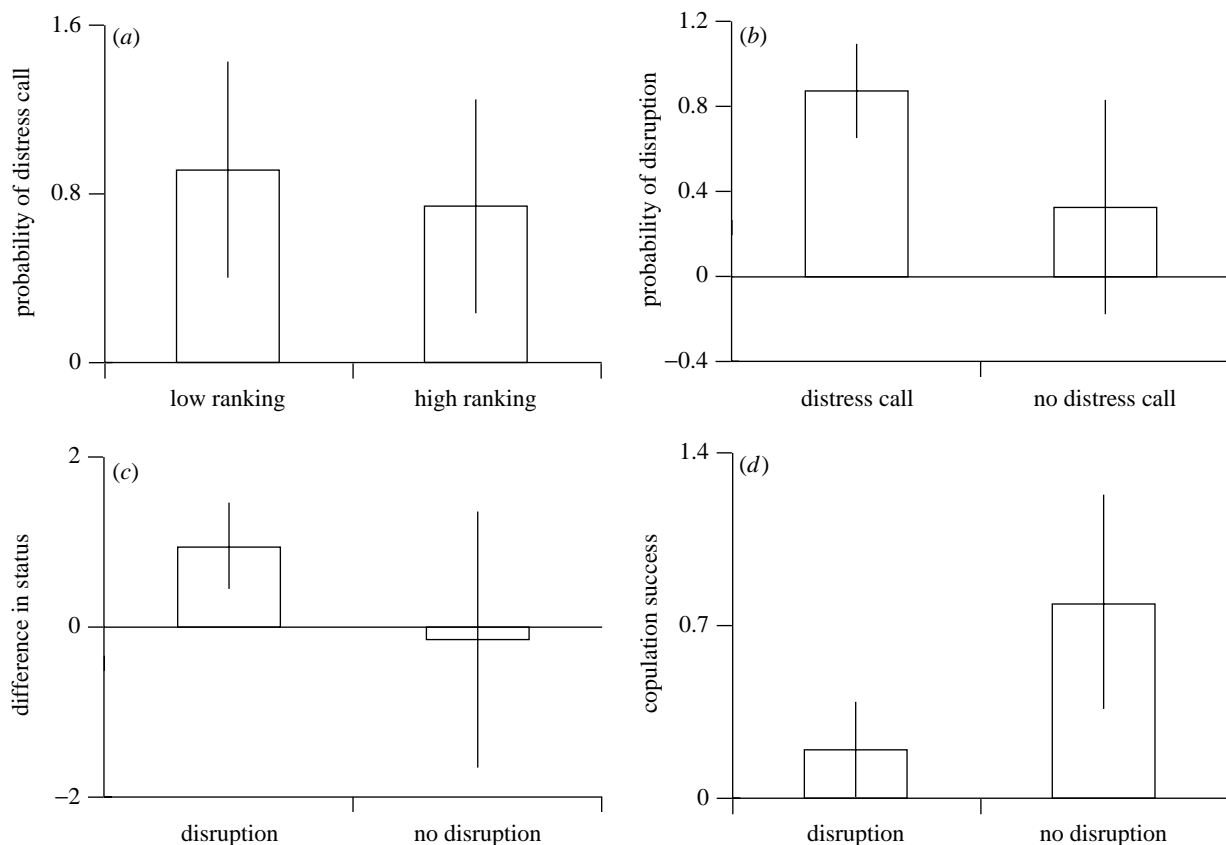 (a)
1.6
0.8
0
probability of distress call
low ranking
high ranking
(b)
1.2
0.8
0.4
0
−0.4
probability of disruption
distress call
no distress call
(c)
2
0
−2
difference in status
disruption
no disruption
(d)
1.4
0.7
0
copulation success
disruption
no disruption